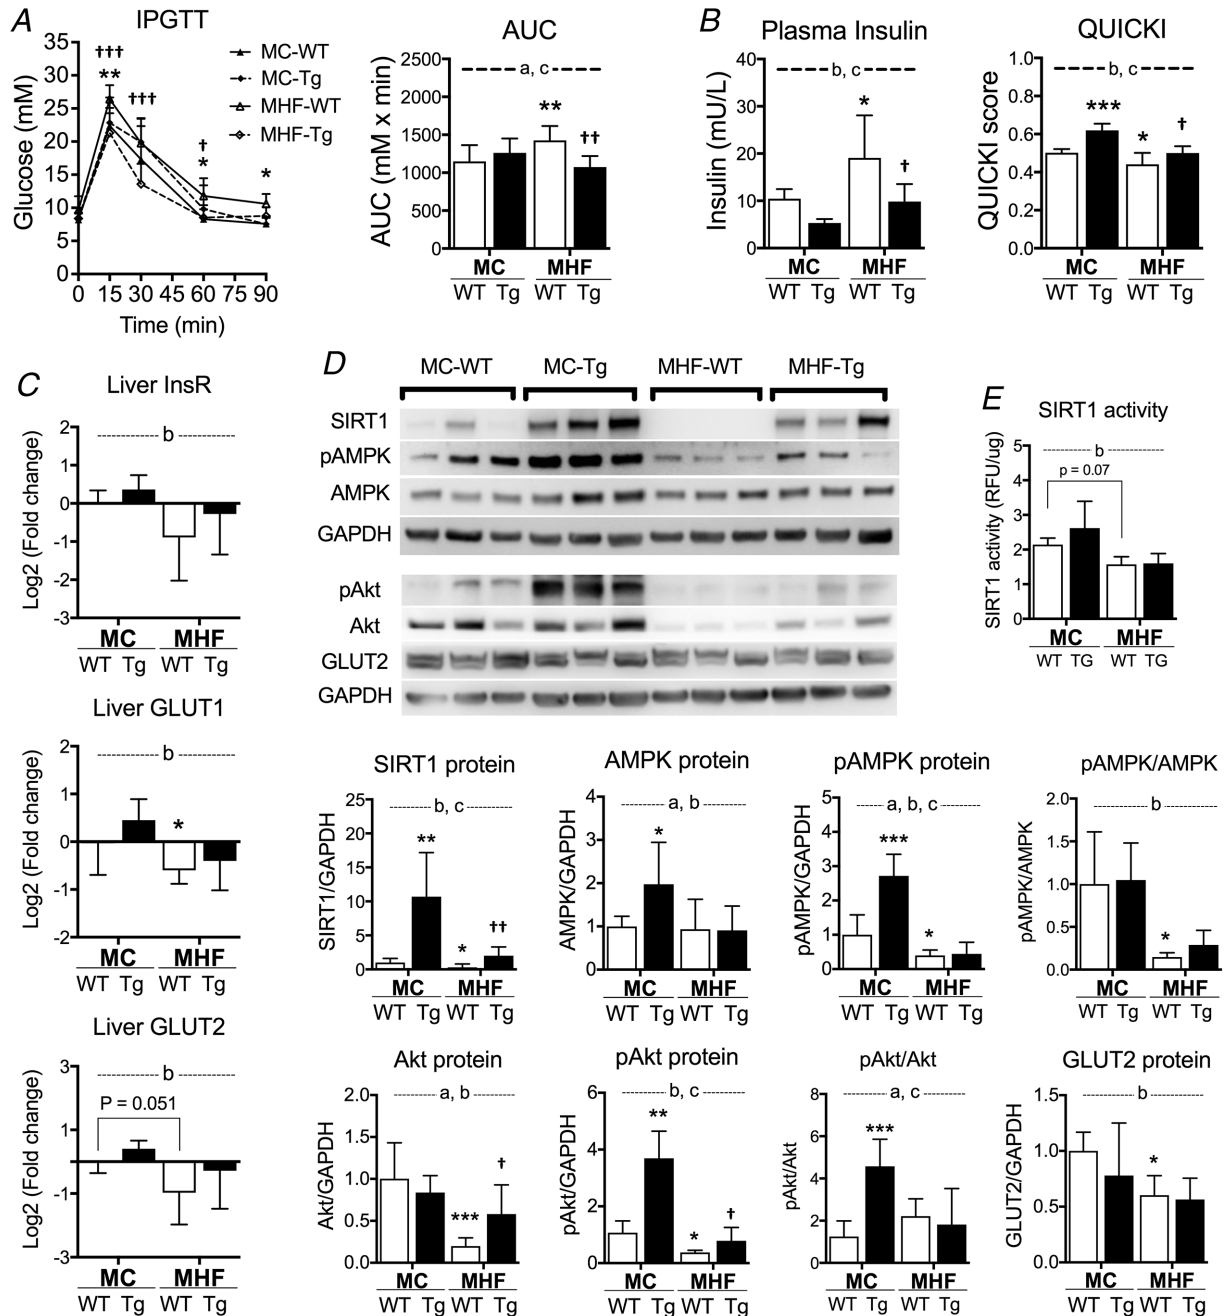 A
IPGTT
Glucose (mM)
35
30
25
20
15
10
5
0
†††
**
†††
†
*
*
0 15 30 45 60 75 90
Time (min)
MC-WT
MC-Tg
MHF-WT
MHF-Tg
AUC
AUC (mM x min)
2500
2000
1500
1000
500
0
a, c
**
††
MC MHF
WT Tg WT Tg
B
Plasma Insulin
Insulin (mU/L)
40
30
20
10
0
b, c
*
†
MC MHF
WT Tg WT Tg
QUICKI
QUICKI score
1.0
0.8
0.6
0.4
0.2
0.0
b, c
***
*
†
MC MHF
WT Tg WT Tg
C
Liver InsR
Log2 (Fold change)
2
1
0
-1
-2
-3
b
MC MHF
WT Tg WT Tg
Liver GLUT1
Log2 (Fold change)
2
1
0
-1
-2
b
*
MC MHF
WT Tg WT Tg
Liver GLUT2
Log2 (Fold change)
3
1
-1
-3
b
P = 0.051
MC MHF
WT Tg WT Tg
D
MC-WT MC-Tg MHF-WT MHF-Tg
SIRT1
pAMPK
AMPK
GAPDH
pAkt
Akt
GLUT2
GAPDH
E
SIRT1 activity
SIRT1 activity (RFU/ug)
5
4
3
2
1
0
b
p = 0.07
MC MHF
WT TG WT TG
SIRT1 protein
SIRT1/GAPDH
25
20
15
10
5
0
b, c
**
*
††
MC MHF
WT Tg WT Tg
AMPK protein
AMPK/GAPDH
4
3
2
1
0
a, b
*
MC MHF
WT Tg WT Tg
pAMPK protein
pAMPK/GAPDH
5
4
3
2
1
0
a, b, c
***
*
MC MHF
WT Tg WT Tg
pAMPK/AMPK
pAMPK/AMPK
2.0
1.5
1.0
0.5
0.0
b
*
MC MHF
WT Tg WT Tg
Akt protein
Akt/GAPDH
2.0
1.5
1.0
0.5
0.0
a, b
***
†
MC MHF
WT Tg WT Tg
pAkt protein
pAkt/GAPDH
6
4
2
0
b, c
**
*
†
MC MHF
WT Tg WT Tg
pAkt/Akt
pAkt/Akt
8
6
4
2
0
a, c
***
MC MHF
WT Tg WT Tg
GLUT2 protein
GLUT2/GAPDH
1.5
1.0
0.5
0.0
b
*
MC MHF
WT Tg WT Tg